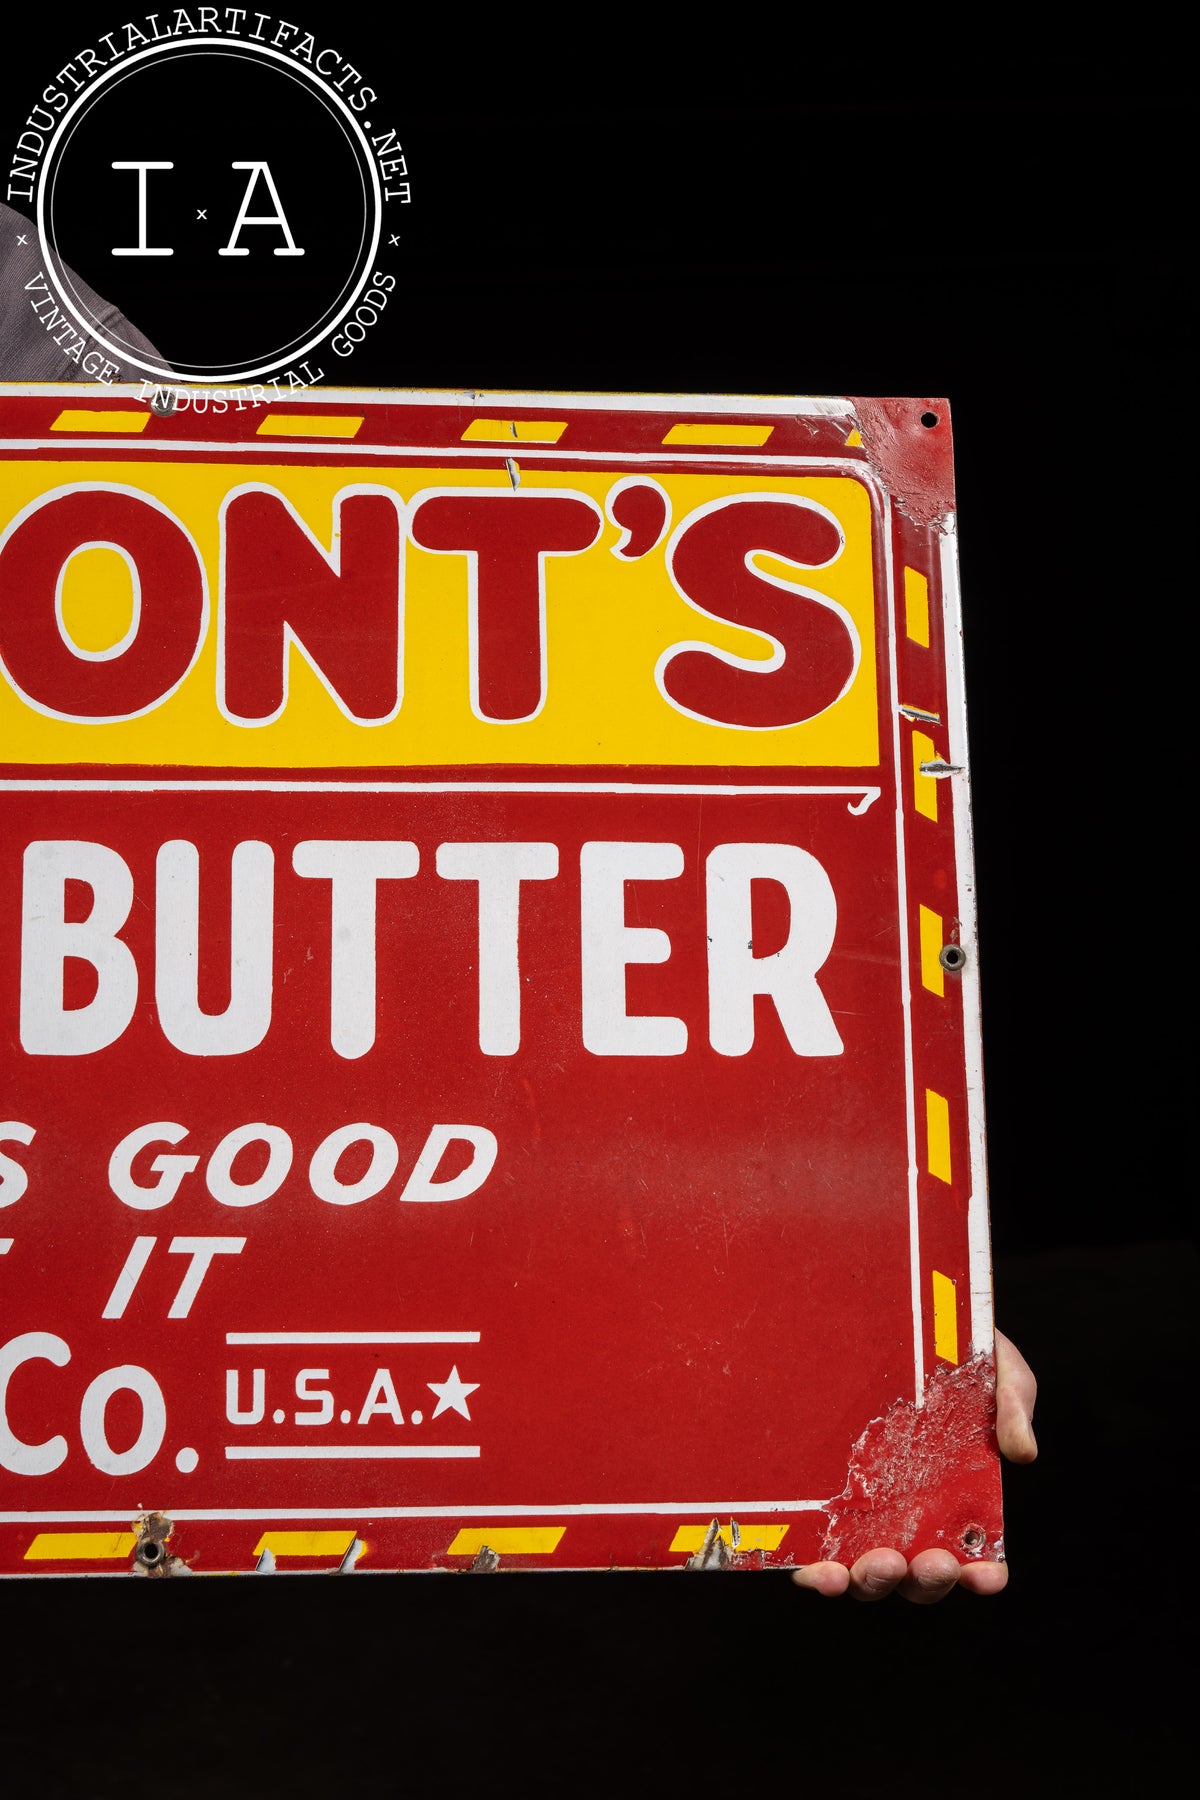 INDUSTRIALARTIFACTS.NET
I x A
x x
VINTAGE INDUSTRIAL GOODS
ONT'S
BUTTER
S GOOD
IT
Co. U.S.A.★